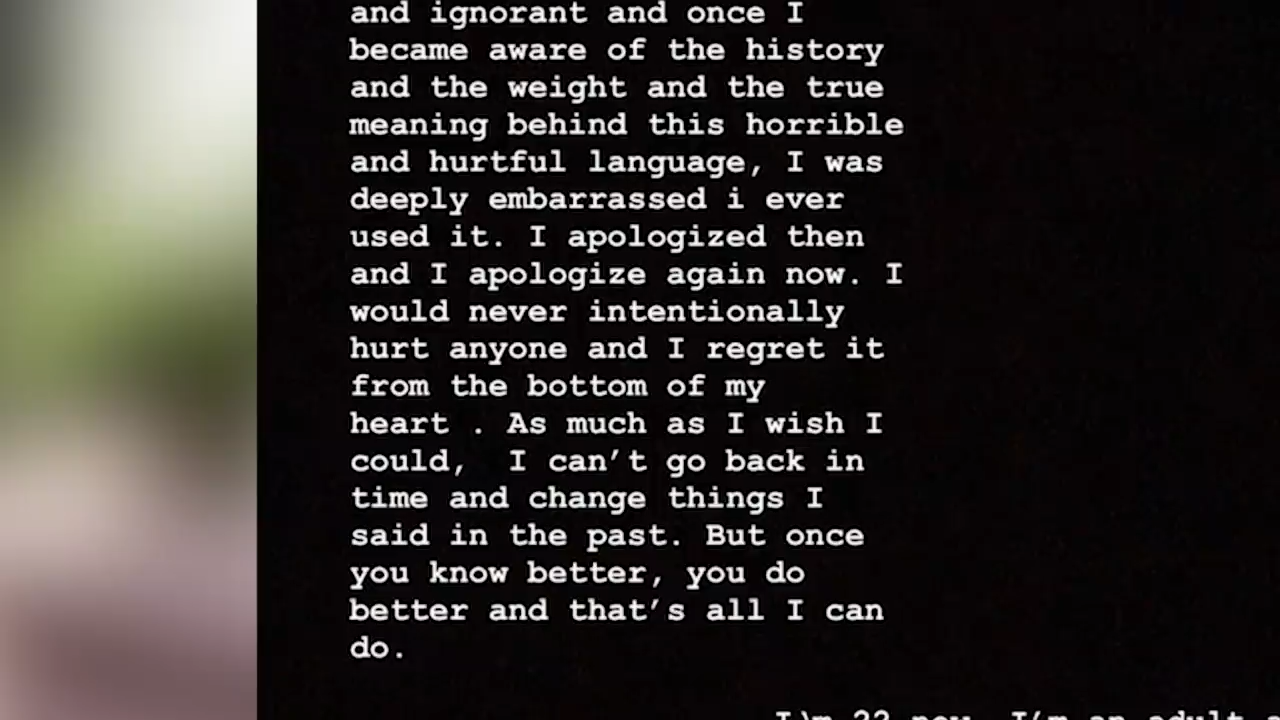 and ignorant and once I
became aware of the history
and the weight and the true
meaning behind this horrible
and hurtful language, I was
deeply embarrassed i ever
used it. I apologized then
and I apologize again now. I
would never intentionally
hurt anyone and I regret it
from the bottom of my
heart . As much as I wish I
could,  I can’t go back in
time and change things I
said in the past. But once
you know better, you do
better and that’s all I can
do.
now. I’m an adult